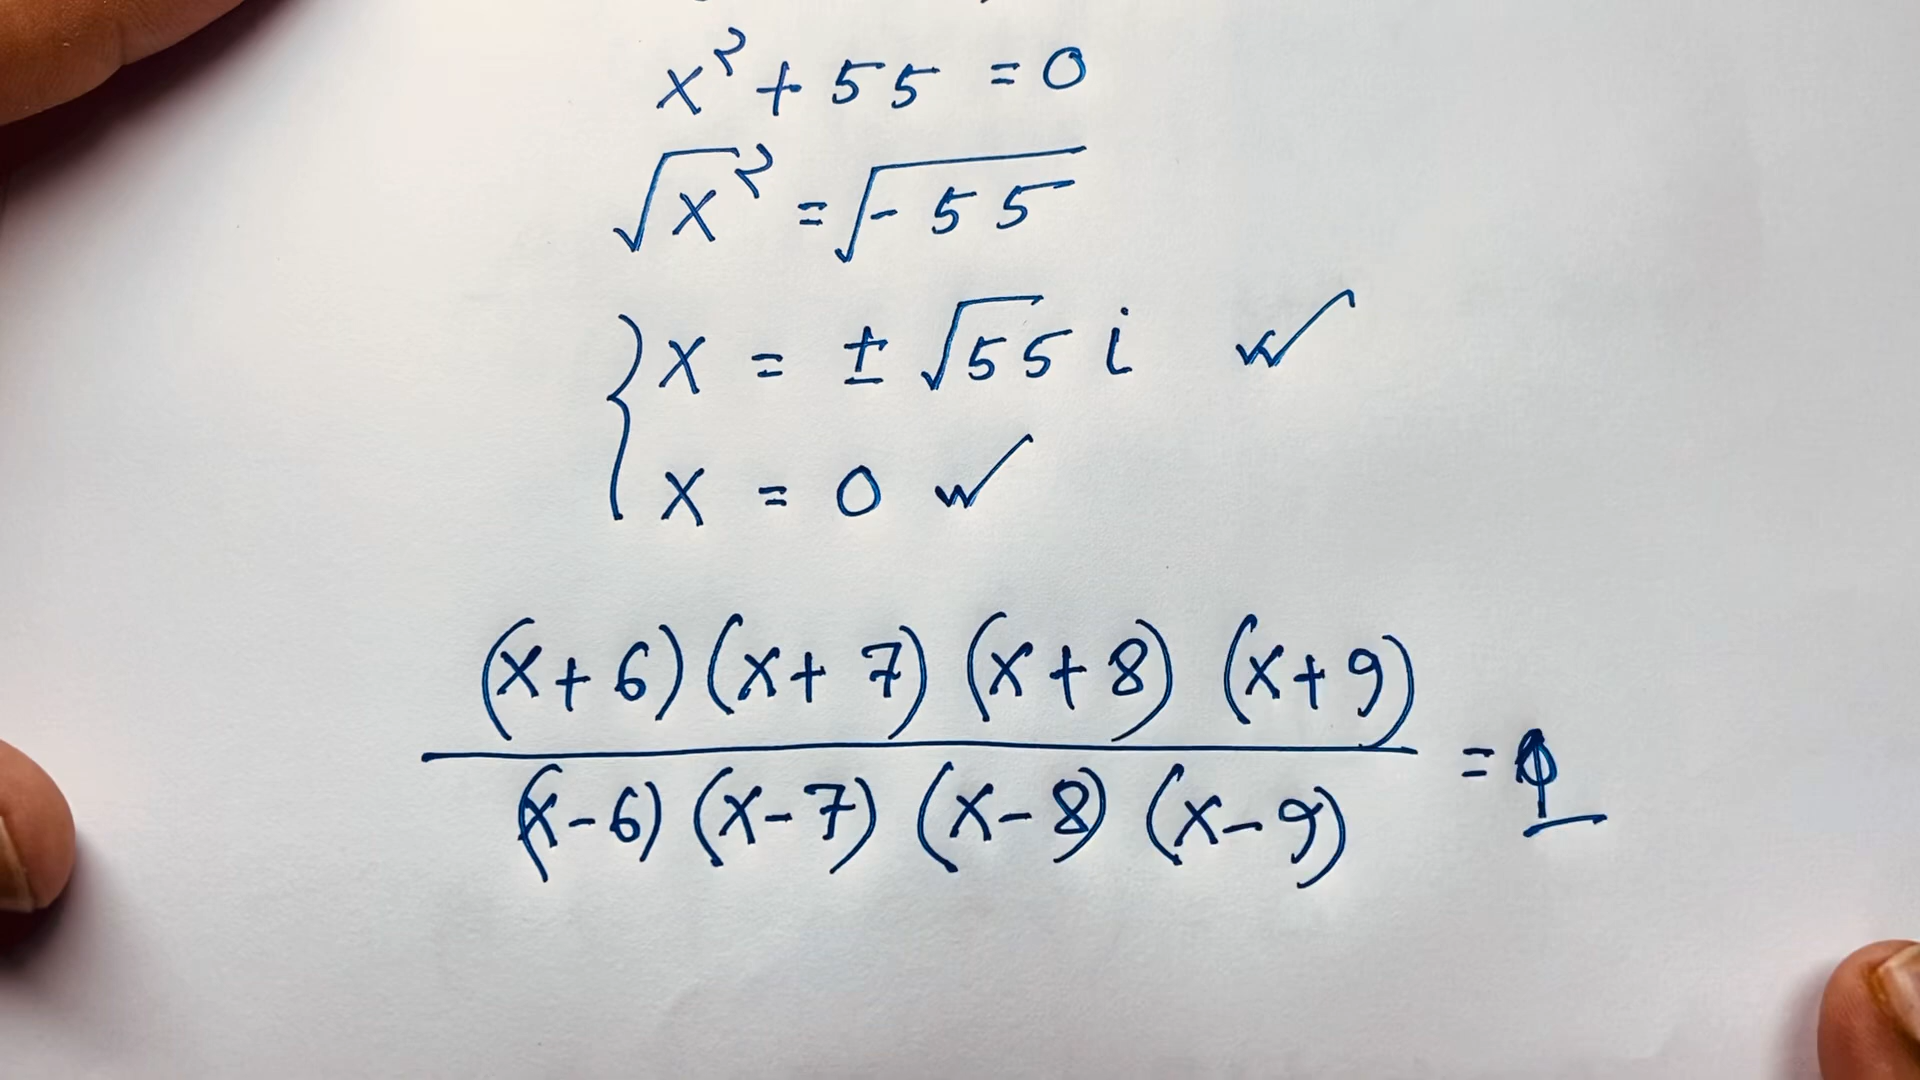 x² + 55 = 0
√x² = √-55
x = ± √55 i
x = 0
(x+6)(x+7)(x+8)(x+9)
(x-6)(x-7)(x-8)(x-9)
= 1